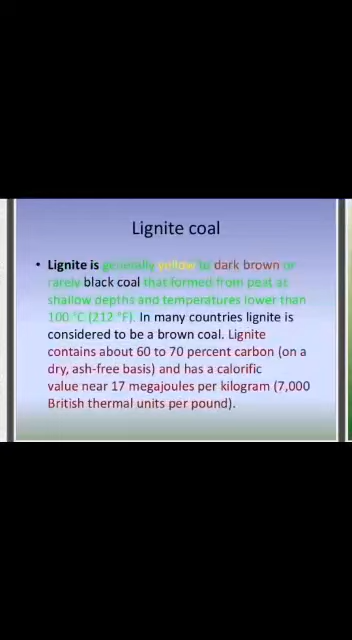 Lignite coal
• Lignite is generally yellow to dark brown or
rarely black coal that formed from peat at
shallow depths and temperatures lower than
100 °C (212 °F). In many countries lignite is
considered to be a brown coal. Lignite
contains about 60 to 70 percent carbon (on a
dry, ash-free basis) and has a calorific
value near 17 megajoules per kilogram (7,000
British thermal units per pound).